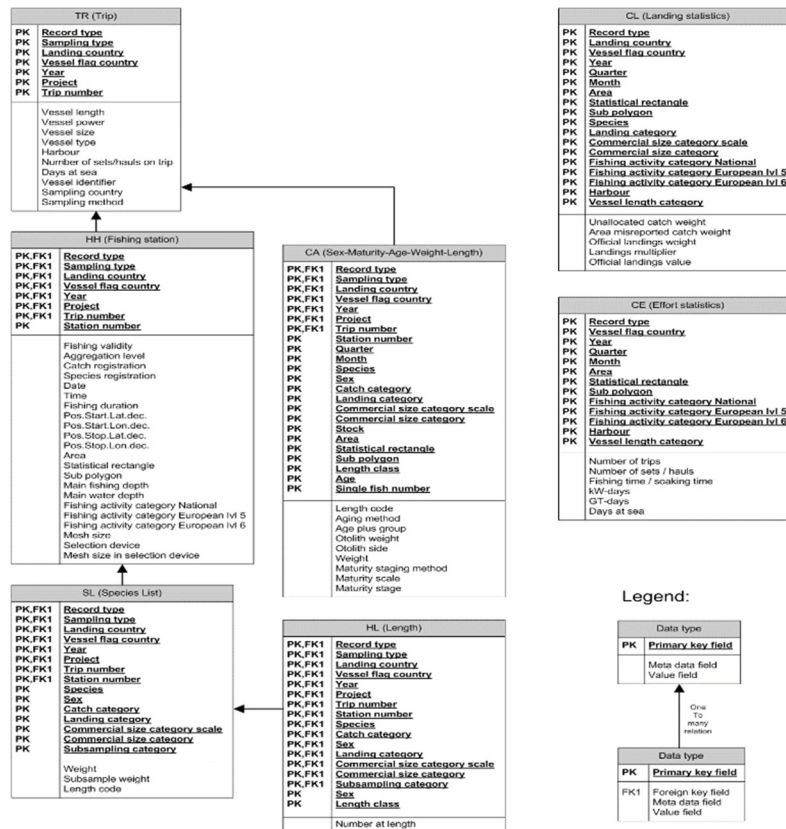 TR (Trip)
PK Record type
PK Sampling type
PK Landing country
PK Vessel flag country
PK Year
PK Project
PK Trip number
Vessel length
Vessel power
Vessel size
Vessel type
Harbour
Number of sets/hauls on trip
Days at sea
Vessel identifier
Sampling country
Sampling method
HH (Fishing station)
PK,FK1 Record type
PK,FK1 Sampling type
PK,FK1 Landing country
PK,FK1 Vessel flag country
PK,FK1 Year
PK,FK1 Project
PK,FK1 Trip number
PK Station number
Fishing validity
Aggregation level
Catch registration
Species registration
Date
Time
Fishing duration
Pos.Start.Lat.dec.
Pos.Start.Lon.dec.
Pos.Stop.Lat.dec.
Pos.Stop.Lon.dec.
Area
Statistical rectangle
Sub polygon
Main fishing depth
Main water depth
Fishing activity category National
Fishing activity category European lvl 5
Fishing activity category European lvl 6
Mesh size
Selection device
Mesh size in selection device
SL (Species List)
PK,FK1 Record type
PK,FK1 Sampling type
PK,FK1 Landing country
PK,FK1 Vessel flag country
PK,FK1 Year
PK,FK1 Project
PK,FK1 Trip number
PK,FK1 Station number
PK Species
PK Sex
PK Catch category
PK Landing category
PK Commercial size category scale
PK Commercial size category
PK Subsampling category
Weight
Subsample weight
Length code
CA (Sex-Maturity-Age-Weight-Length)
PK,FK1 Record type
PK,FK1 Sampling type
PK,FK1 Landing country
PK,FK1 Vessel flag country
PK,FK1 Year
PK,FK1 Project
PK,FK1 Trip number
PK Station number
PK Quarter
PK Month
PK Species
PK Sex
PK Catch category
PK Landing category
PK Commercial size category scale
PK Commercial size category
PK Stock
PK Area
PK Statistical rectangle
PK Sub polygon
PK Length class
PK Age
PK Single fish number
Length code
Aging method
Age plus group
Otolith weight
Otolith side
Weight
Maturity staging method
Maturity scale
Maturity stage
HL (Length)
PK,FK1 Record type
PK,FK1 Sampling type
PK,FK1 Landing country
PK,FK1 Vessel flag country
PK,FK1 Year
PK,FK1 Project
PK,FK1 Trip number
PK,FK1 Station number
PK,FK1 Species
PK,FK1 Catch category
PK,FK1 Sex
PK,FK1 Landing category
PK,FK1 Commercial size category scale
PK,FK1 Commercial size category
PK,FK1 Subsampling category
PK Sex
PK Length class
Number at length
CL (Landing statistics)
PK Record type
PK Landing country
PK Vessel flag country
PK Year
PK Quarter
PK Month
PK Area
PK Statistical rectangle
PK Sub polygon
PK Species
PK Landing category
PK Commercial size category scale
PK Commercial size category
PK Fishing activity category National
PK Fishing activity category European lvl 5
PK Fishing activity category European lvl 6
PK Harbour
PK Vessel length category
Unallocated catch weight
Area misreported catch weight
Official landings weight
Landings multiplier
Official landings value
CE (Effort statistics)
PK Record type
PK Vessel flag country
PK Year
PK Quarter
PK Month
PK Area
PK Statistical rectangle
PK Sub polygon
PK Fishing activity category National
PK Fishing activity category European lvl 5
PK Fishing activity category European lvl 6
PK Harbour
PK Vessel length category
Number of trips
Number of sets / hauls
Fishing time / soaking time
kW-days
GT-days
Days at sea
Legend:
Data type
PK Primary key field
Meta data field
Value field
One
To
many
relation
Data type
PK Primary key field
FK1 Foreign key field
Meta data field
Value field